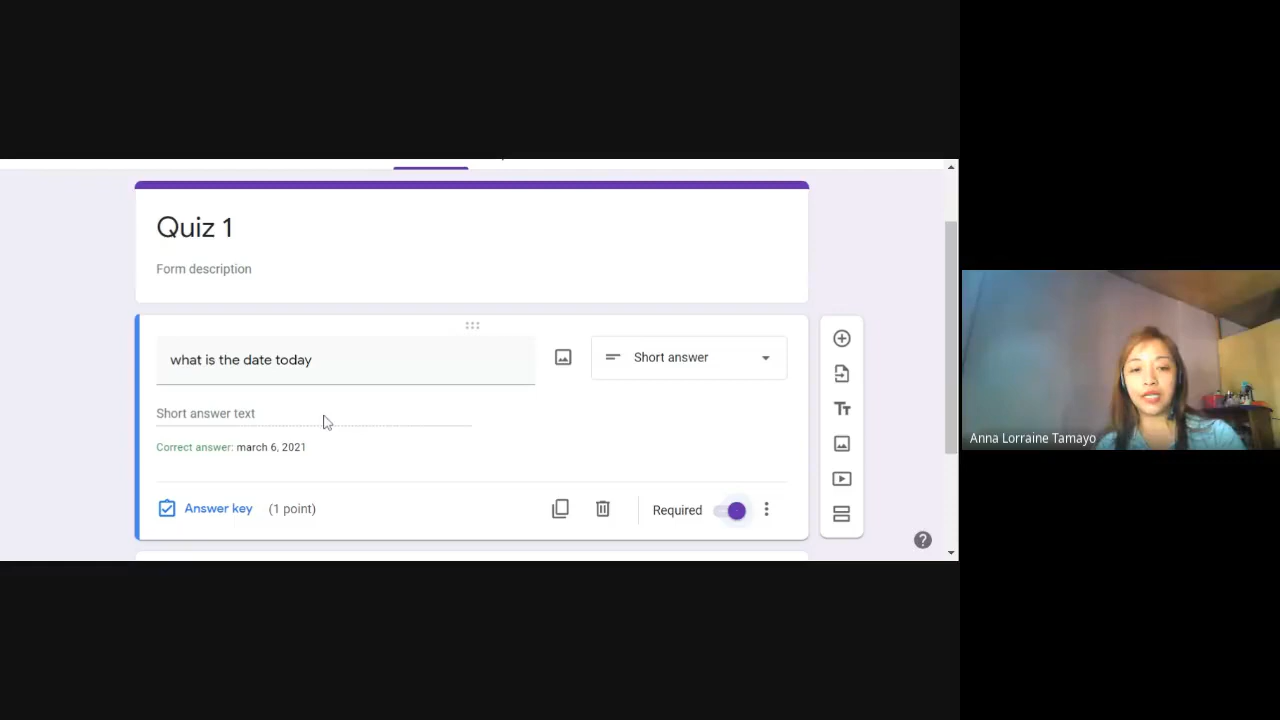 Quiz 1
Form description
what is the date today
Short answer
Short answer text
Correct answer: march 6, 2021
Answer key (1 point)
Required
Anna Lorraine Tamayo